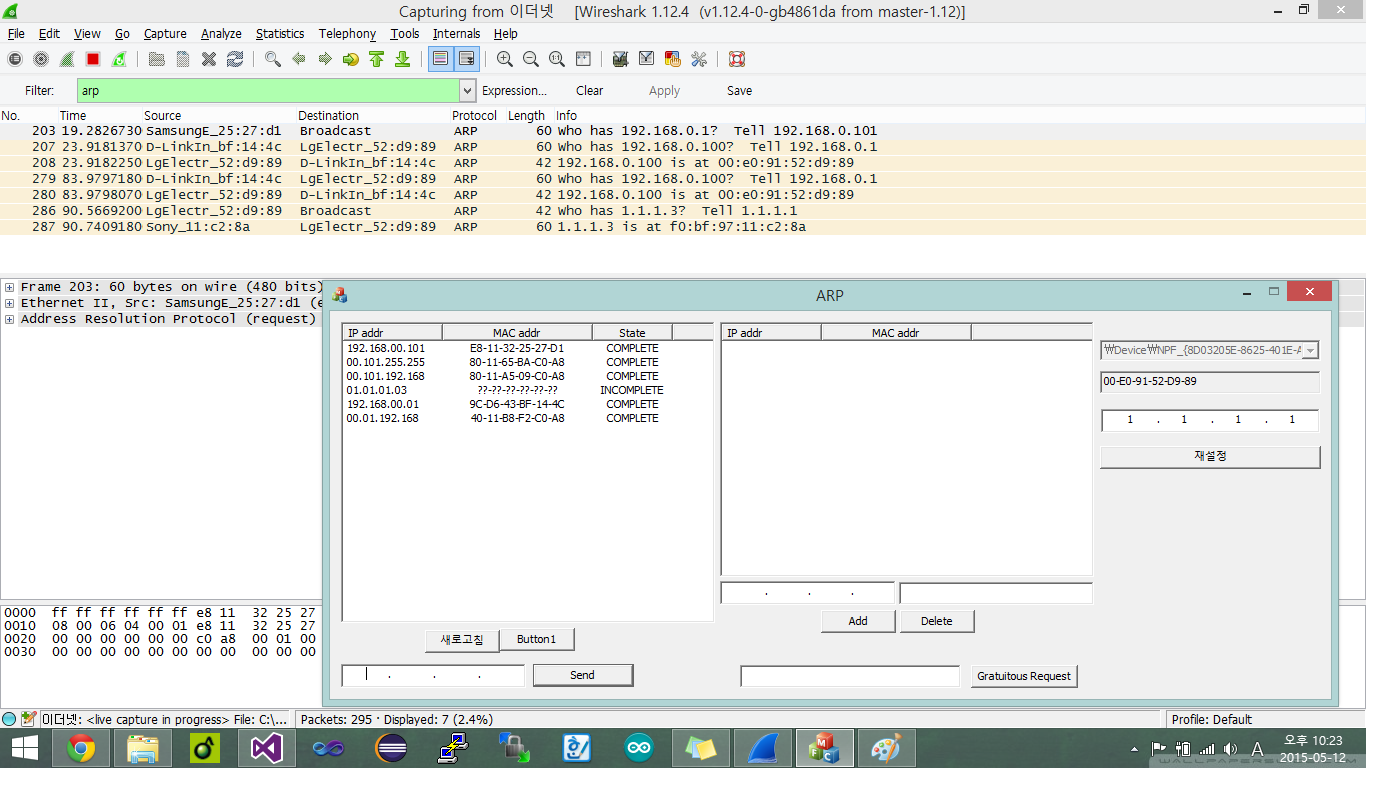 Capturing from 이더넷 [Wireshark 1.12.4 (v1.12.4-0-gb4861da from master-1.12)]
File Edit View Go Capture Analyze Statistics Telephony Tools Internals Help
Filter: arp Expression... Clear Apply Save
No. Time Source Destination Protocol Length Info
203 19.2826730 SamsungE_25:27:d1 Broadcast ARP 60 Who has 192.168.0.1? Tell 192.168.0.101
207 23.9181370 D-LinkIn_bf:14:4c LgElectr_52:d9:89 ARP 60 Who has 192.168.0.100? Tell 192.168.0.1
208 23.9182250 LgElectr_52:d9:89 D-LinkIn_bf:14:4c ARP 42 192.168.0.100 is at 00:e0:91:52:d9:89
279 83.9797180 D-LinkIn_bf:14:4c LgElectr_52:d9:89 ARP 60 Who has 192.168.0.100? Tell 192.168.0.1
280 83.9798070 LgElectr_52:d9:89 D-LinkIn_bf:14:4c ARP 42 192.168.0.100 is at 00:e0:91:52:d9:89
286 90.5669200 LgElectr_52:d9:89 Broadcast ARP 42 Who has 1.1.1.3? Tell 1.1.1.1
287 90.7409180 Sony_11:c2:8a LgElectr_52:d9:89 ARP 60 1.1.1.3 is at f0:bf:97:11:c2:8a
Frame 203: 60 bytes on wire (480 bits)
Ethernet II, Src: SamsungE_25:27:d1 (e
Address Resolution Protocol (request)
0000 ff ff ff ff ff ff e8 11 32 25 27
0010 08 00 06 04 00 01 e8 11 32 25 27
0020 00 00 00 00 00 00 c0 a8 00 01 00
0030 00 00 00 00 00 00 00 00 00 00 00
ARP
IP addr MAC addr State
192.168.00.101 E8-11-32-25-27-D1 COMPLETE
00.101.255.255 80-11-65-BA-C0-A8 COMPLETE
00.101.192.168 80-11-A5-09-C0-A8 COMPLETE
01.01.01.03 ??-??-??-??-??-?? INCOMPLETE
192.168.00.01 9C-D6-43-BF-14-4C COMPLETE
00.01.192.168 40-11-B8-F2-C0-A8 COMPLETE
새로고침 Button1
. . . Send
IP addr MAC addr
. . .
Add Delete
Gratuitous Request
₩Device₩NPF_{8D03205E-8625-401E-A
00-E0-91-52-D9-89
1 . 1 . 1 . 1
재설정
이더넷: <live capture in progress> File: C:\... Packets: 295 · Displayed: 7 (2.4%) Profile: Default
A 오후 10:23
2015-05-12